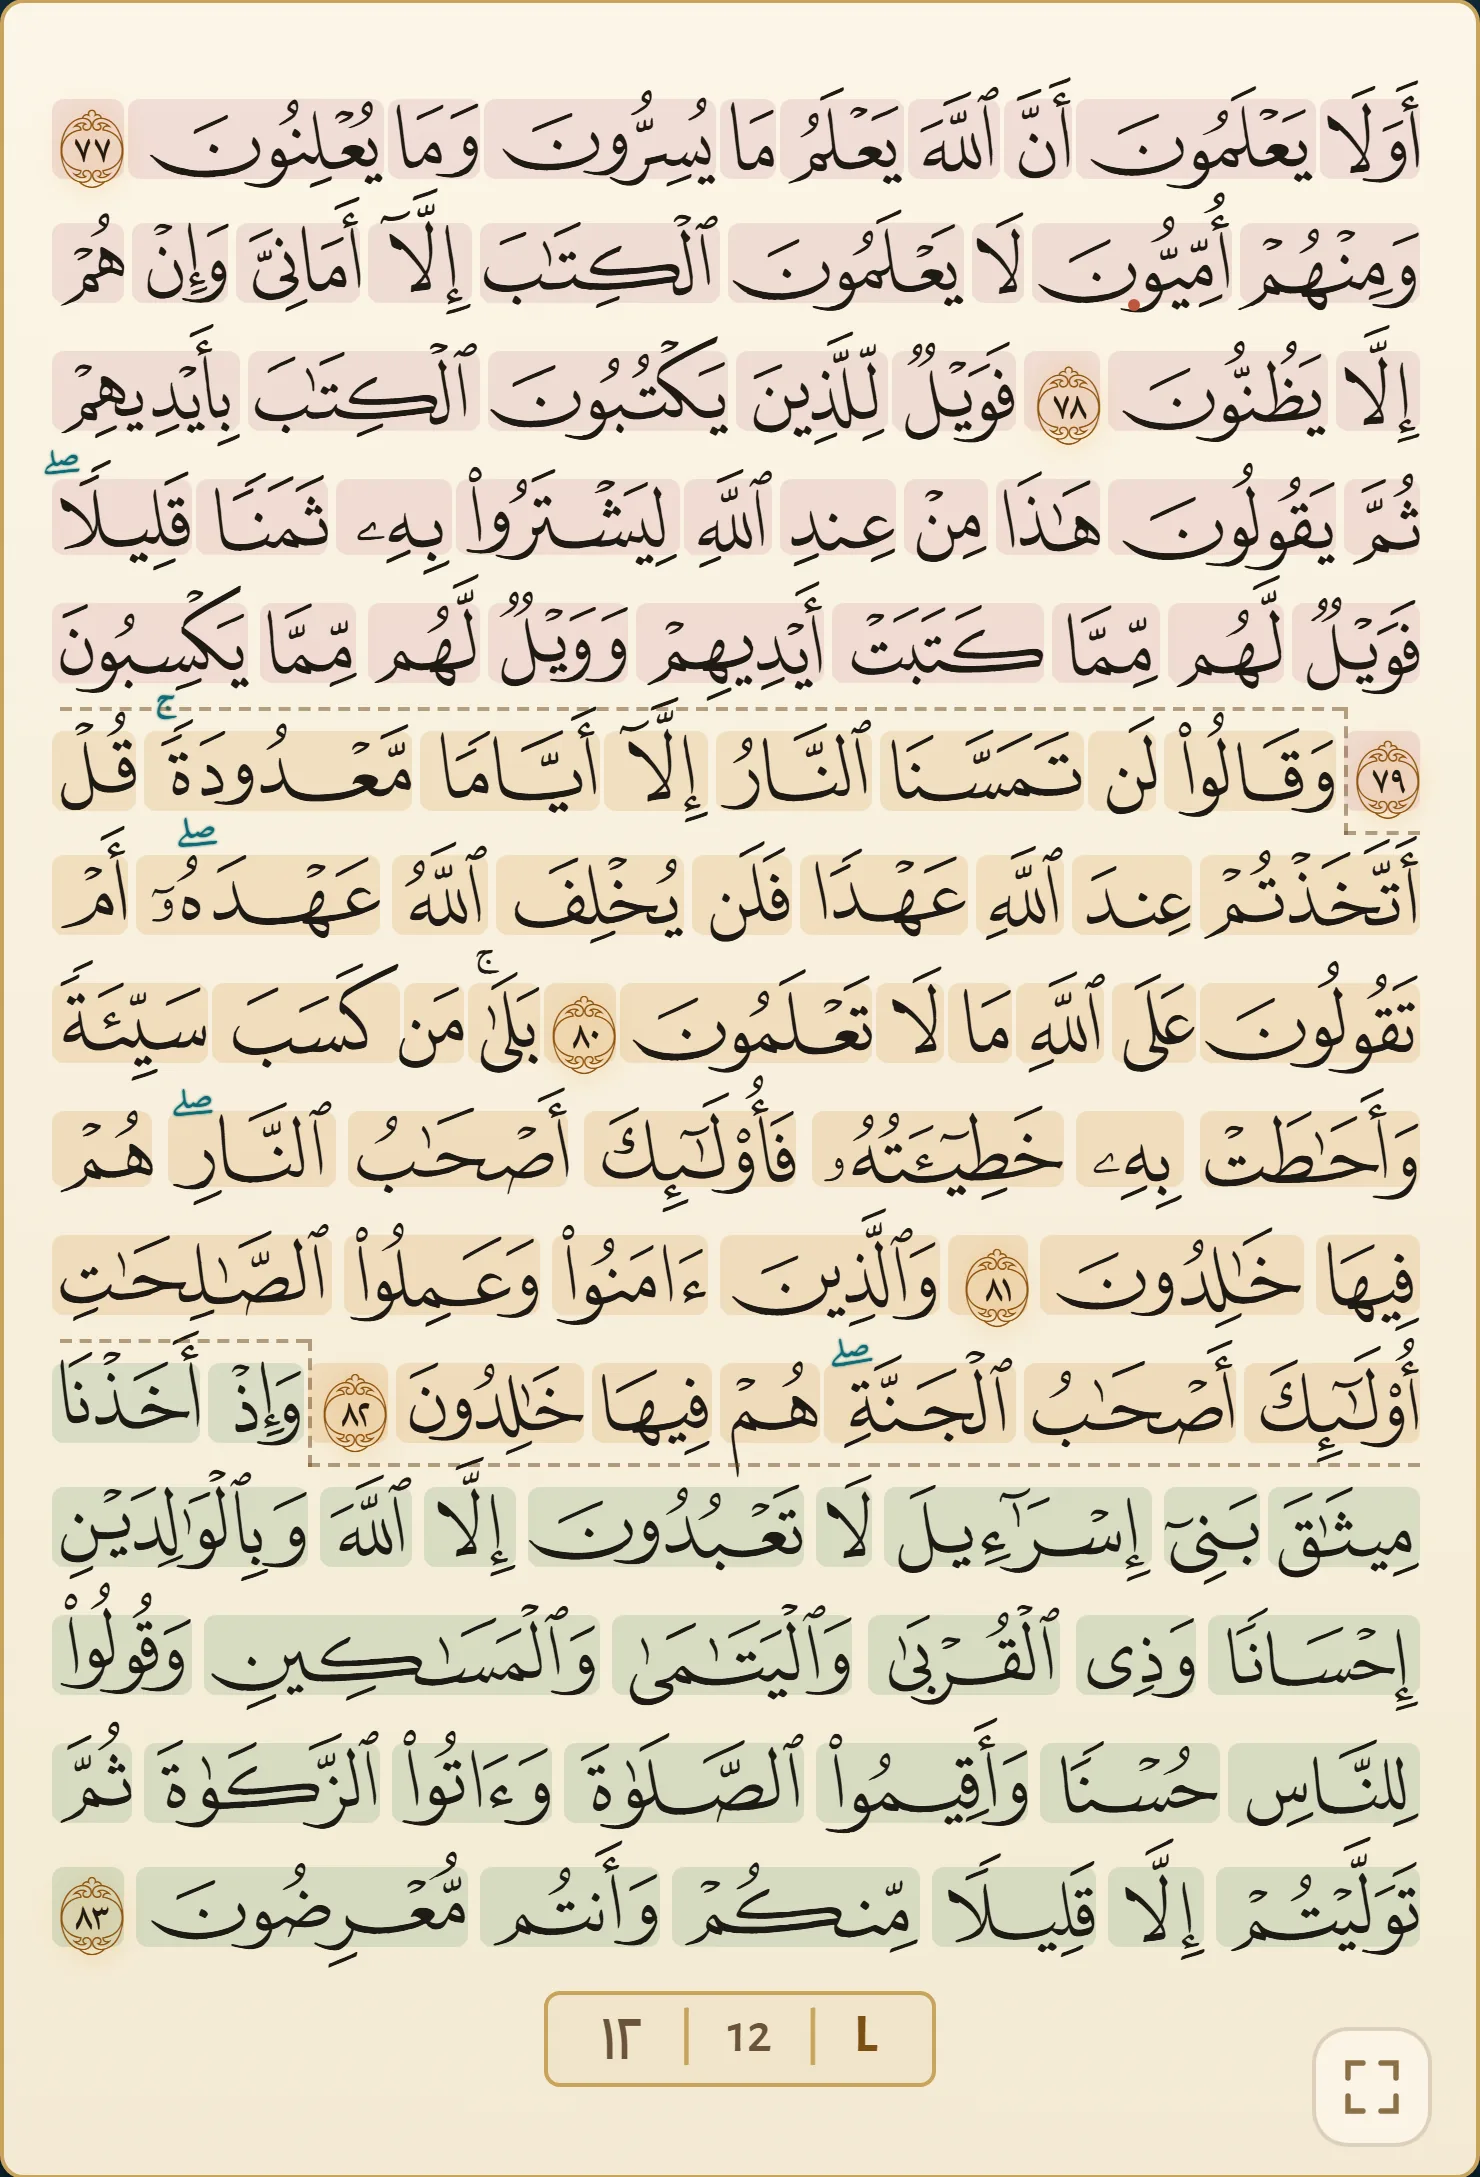 أَوَلَا يَعْلَمُونَ أَنَّ ٱللَّهَ يَعْلَمُ مَا يُسِرُّونَ وَمَا يُعْلِنُونَ ٧٧
وَمِنْهُمْ أُمِّيُّونَ لَا يَعْلَمُونَ ٱلْكِتَٰبَ إِلَّآ أَمَانِىَّ وَإِنْ هُمْ
إِلَّا يَظُنُّونَ ٧٨ فَوَيْلٌ لِّلَّذِينَ يَكْتُبُونَ ٱلْكِتَٰبَ بِأَيْدِيهِمْ
ثُمَّ يَقُولُونَ هَٰذَا مِنْ عِندِ ٱللَّهِ لِيَشْتَرُوا۟ بِهِۦ ثَمَنًا قَلِيلًا ۖ
فَوَيْلٌ لَّهُم مِّمَّا كَتَبَتْ أَيْدِيهِمْ وَوَيْلٌ لَّهُم مِّمَّا يَكْسِبُونَ
٧٩ وَقَالُوا۟ لَن تَمَسَّنَا ٱلنَّارُ إِلَّآ أَيَّامًا مَّعْدُودَةً ۚ قُلْ
أَتَّخَذْتُمْ عِندَ ٱللَّهِ عَهْدًا فَلَن يُخْلِفَ ٱللَّهُ عَهْدَهُۥٓ ۖ أَمْ
تَقُولُونَ عَلَى ٱللَّهِ مَا لَا تَعْلَمُونَ ٨٠ بَلَىٰ ۚ مَن كَسَبَ سَيِّئَةً
وَأَحَٰطَتْ بِهِۦ خَطِيٓـَٔتُهُۥ فَأُو۟لَٰٓئِكَ أَصْحَٰبُ ٱلنَّارِ ۖ هُمْ
فِيهَا خَٰلِدُونَ ٨١ وَٱلَّذِينَ ءَامَنُوا۟ وَعَمِلُوا۟ ٱلصَّٰلِحَٰتِ
أُو۟لَٰٓئِكَ أَصْحَٰبُ ٱلْجَنَّةِ ۖ هُمْ فِيهَا خَٰلِدُونَ ٨٢ وَإِذْ أَخَذْنَا
مِيثَٰقَ بَنِىٓ إِسْرَٰٓءِيلَ لَا تَعْبُدُونَ إِلَّا ٱللَّهَ وَبِٱلْوَٰلِدَيْنِ
إِحْسَانًا وَذِى ٱلْقُرْبَىٰ وَٱلْيَتَٰمَىٰ وَٱلْمَسَٰكِينِ وَقُولُوا۟
لِلنَّاسِ حُسْنًا وَأَقِيمُوا۟ ٱلصَّلَوٰةَ وَءَاتُوا۟ ٱلزَّكَوٰةَ ثُمَّ
تَوَلَّيْتُمْ إِلَّا قَلِيلًا مِّنكُمْ وَأَنتُم مُّعْرِضُونَ ٨٣
١٢ | 12 | L